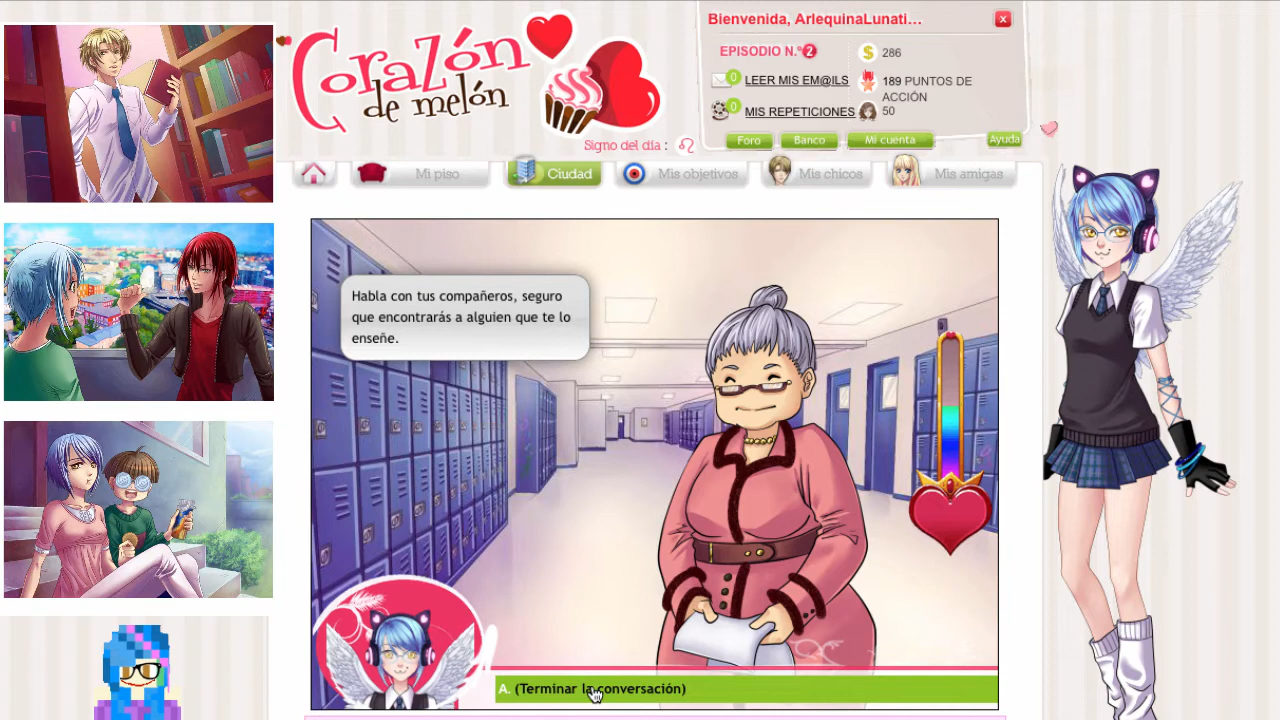 Corazón
de melón
Signo del día :
Bienvenida, ArlequinaLunati...
EPISODIO N.º 2
286
0 LEER MIS EM@ILS
189 PUNTOS DE
ACCIÓN
0 MIS REPETICIONES
50
Foro
Banco
Mi cuenta
Ayuda
Mi piso
Ciudad
Mis objetivos
Mis chicos
Mis amigas
Habla con tus compañeros, seguro
que encontrarás a alguien que te lo
enseñe.
A. (Terminar la conversación)